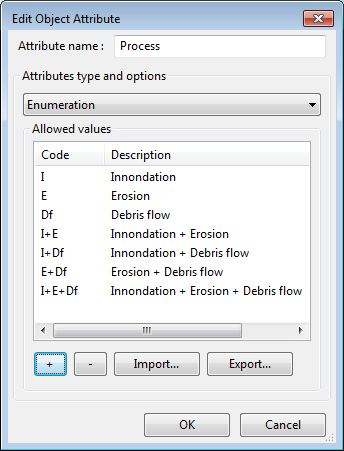 Edit Object Attribute
Attribute name : Process
Attributes type and options
Enumeration
Allowed values
Code Description
I Innondation
E Erosion
Df Debris flow
I+E Innondation + Erosion
I+Df Innondation + Debris flow
E+Df Erosion + Debris flow
I+E+Df Innondation + Erosion + Debris flow
+ - Import... Export...
OK Cancel